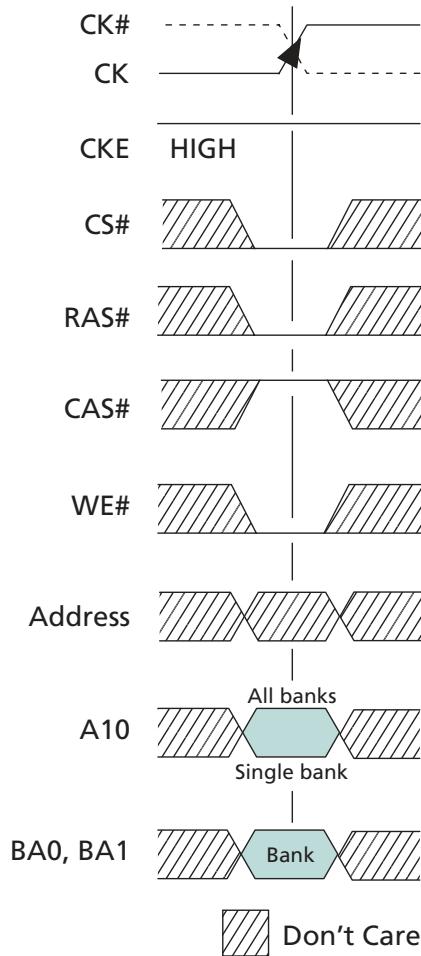 CK#
CK
CKE HIGH
CS#
RAS#
CAS#
WE#
Address
All banks
A10
Single bank
BA0, BA1 Bank
Don't Care